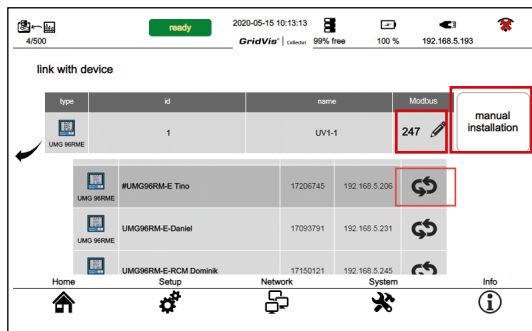 ready
2020-05-15 10:13:13
4/500
GridVis® | Collector
99% free
100 %
192.168.5.193
link with device
type id name Modbus
UMG 96RME 1 UV1-1 247
manual
installation
#UMG96RM-E Tino 17206745 192.168.5.206
UMG 96RME
UMG96RM-E-Daniel 17093791 192.168.5.231
UMG 96RME
UMG96RM-E-RCM Dominik 17150121 192.168.5.245
Home Setup Network System Info